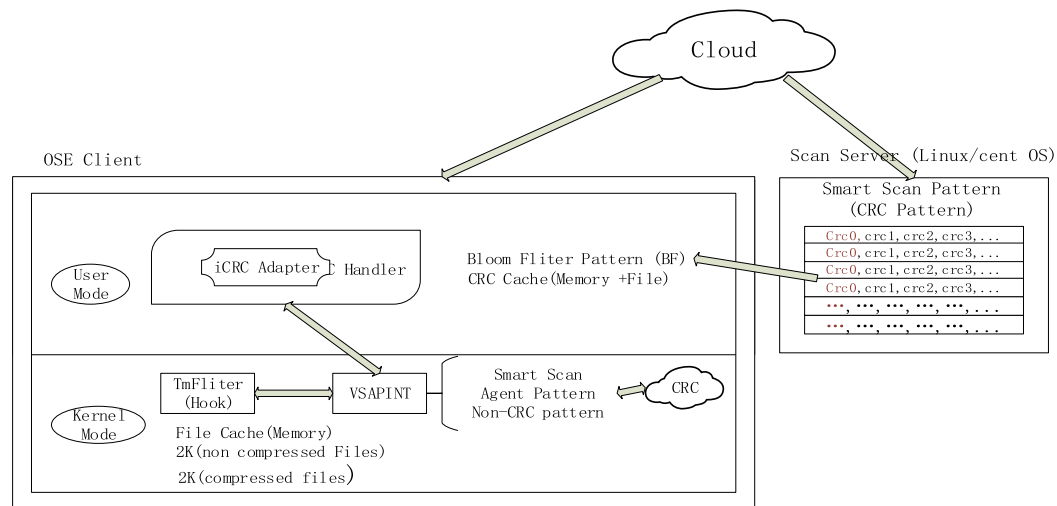 Cloud
OSE Client
Scan Server (Linux/cent OS)
Smart Scan Pattern
(CRC Pattern)
Crc0,crc1,crc2,crc3,...
Crc0,crc1,crc2,crc3,...
Crc0,crc1,crc2,crc3,...
Crc0,crc1,crc2,crc3,...
…,…,…,…,…,...
…,…,…,…,…,...
User
Mode
iCRC Adapter
C Handler
Bloom Fliter Pattern (BF)
CRC Cache(Memory +File)
Kernel
Mode
TmFliter
(Hook)
VSAPINT
Smart Scan
Agent Pattern
Non-CRC pattern
CRC
File Cache(Memory)
2K(non compressed Files)
2K(compressed files)